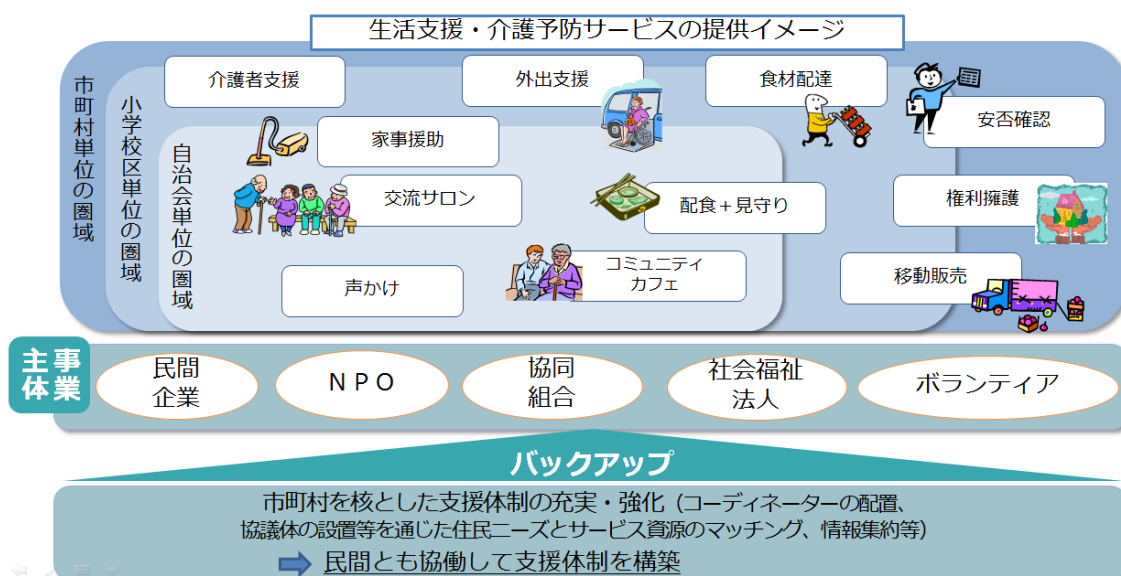 生活支援・介護予防サービスの提供イメージ
市町村単位の圏域
小学校区単位の圏域
自治会単位の圏域
介護者支援
外出支援
食材配達
安否確認
家事援助
交流サロン
配食＋見守り
権利擁護
声かけ
コミュニティ
カフェ
移動販売
事業
主体
民間
企業
ＮＰＯ
協同
組合
社会福祉
法人
ボランティア
バックアップ
市町村を核とした支援体制の充実・強化（コーディネーターの配置、
協議体の設置等を通じた住民ニーズとサービス資源のマッチング、情報集約等）
民間とも協働して支援体制を構築